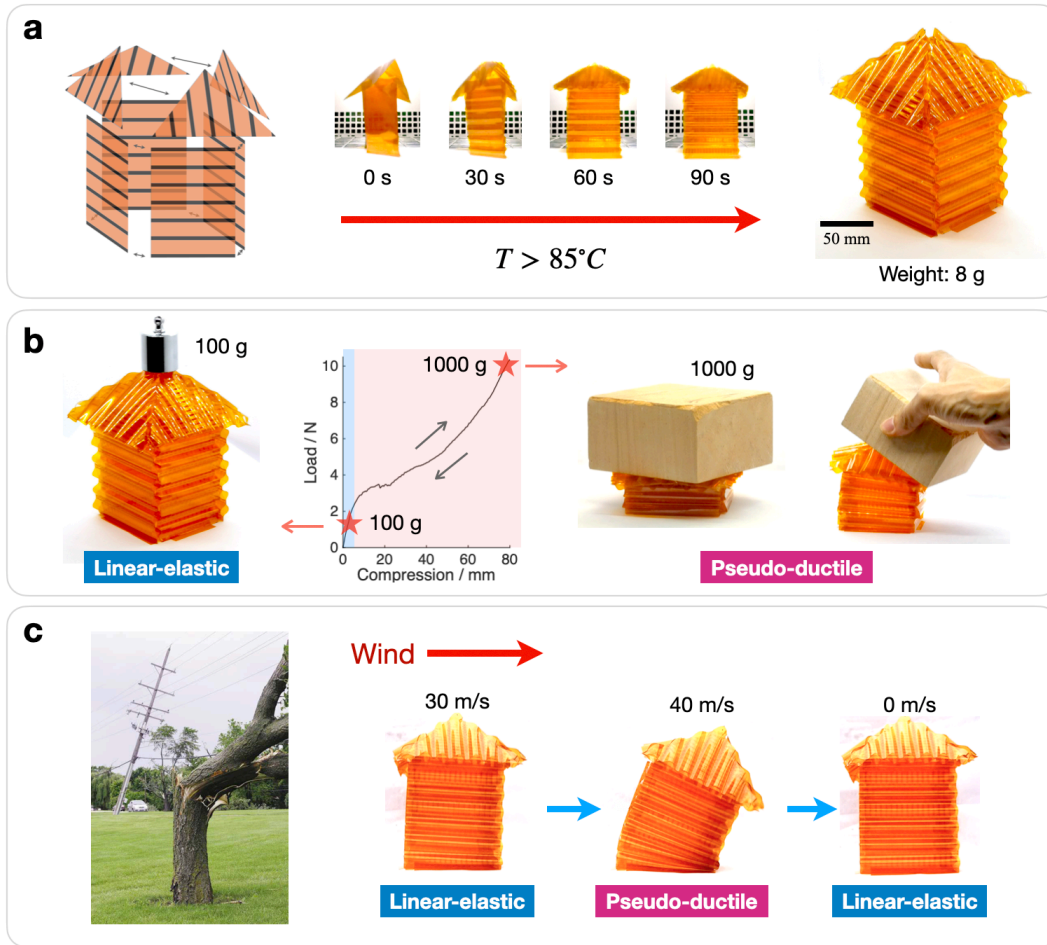 a
0 s
30 s
60 s
90 s
T > 85°C
50 mm
Weight: 8 g
b
100 g
Linear-elastic
Load / N
10
8
6
4
2
0
1000 g
100 g
0
20
40
60
80
Compression / mm
1000 g
Pseudo-ductile
c
Wind
30 m/s
40 m/s
0 m/s
Linear-elastic
Pseudo-ductile
Linear-elastic